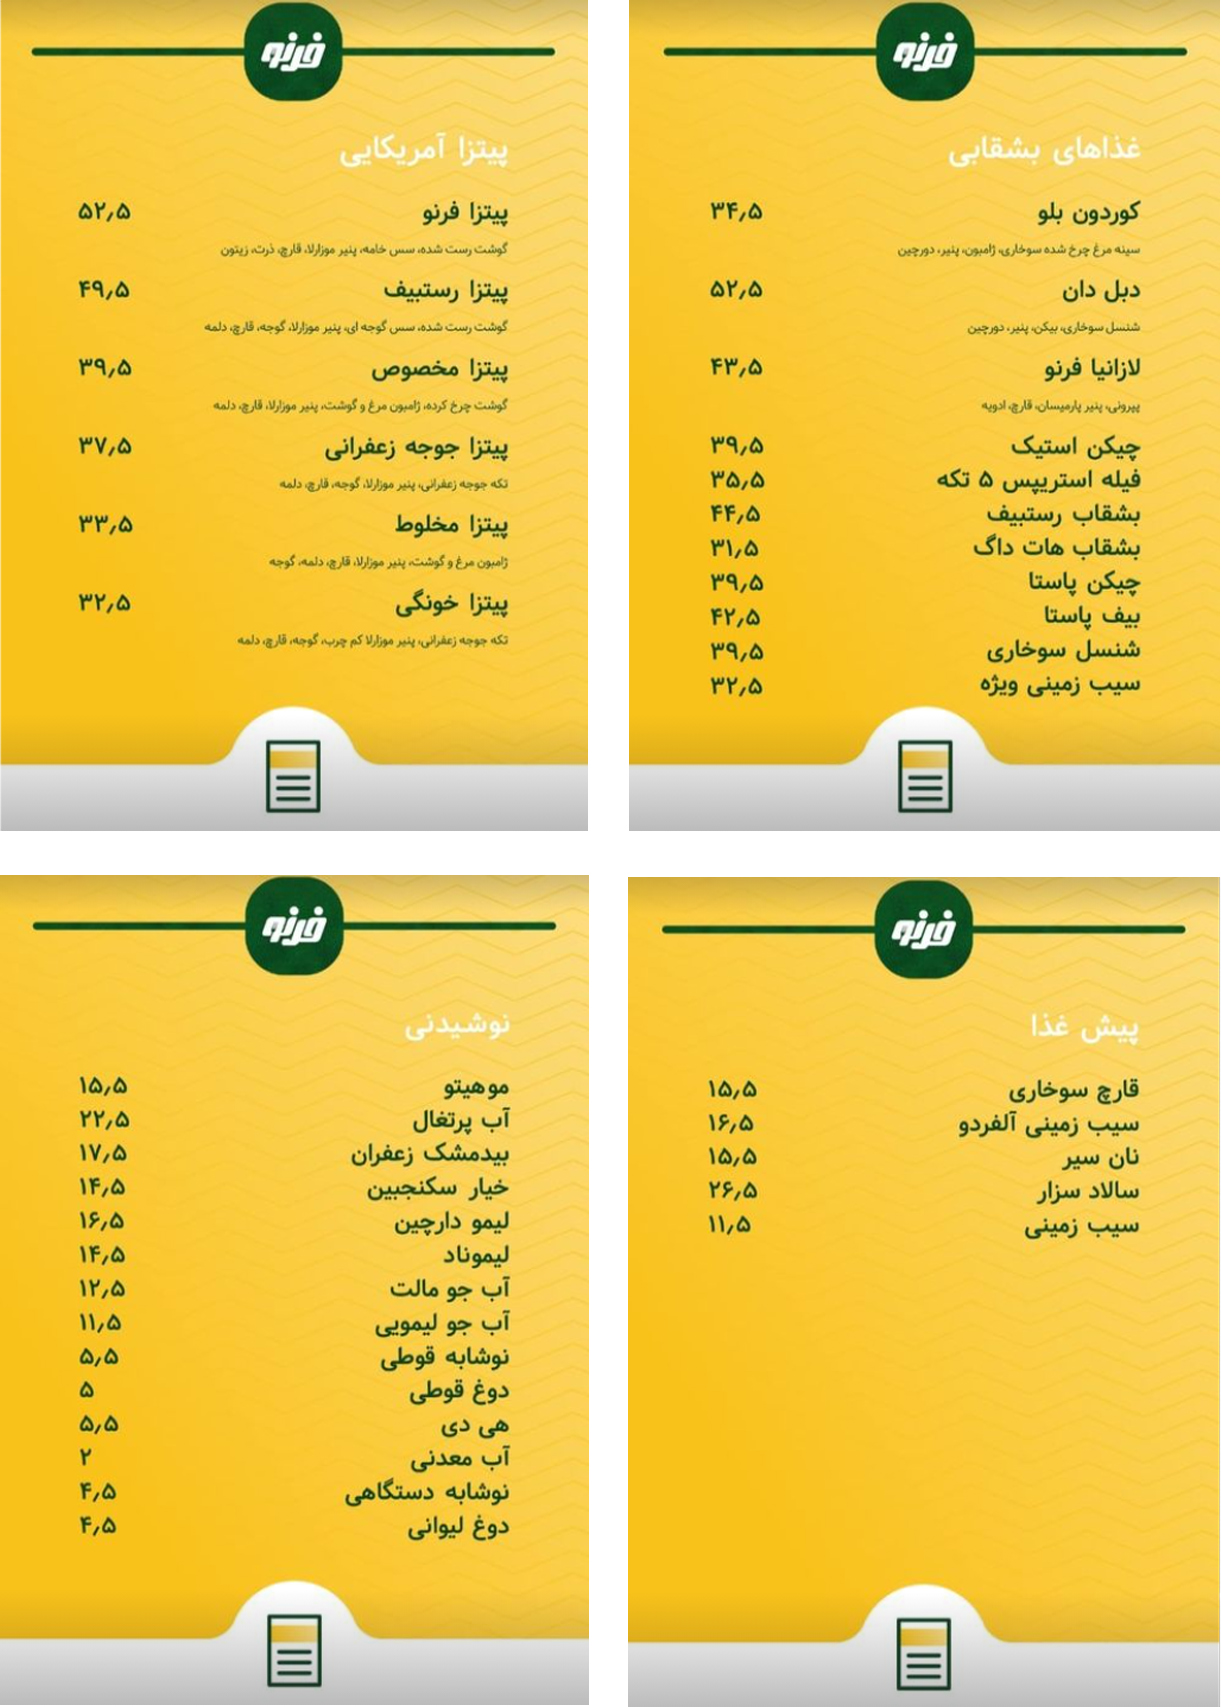 فرنو
غذاهای بشقابی
کوردون بلو ۳۴٫۵
سینه مرغ چرخ شده سوخاری، ژامبون، پنیر، دورچین
دبل دان ۵۲٫۵
شنسل سوخاری، بیکن، پنیر، دورچین
لازانیا فرنو ۴۳٫۵
پپرونی، پنیر پارمیسان، قارچ، ادویه
چیکن استیک ۳۹٫۵
فیله استریپس ۵ تکه ۳۵٫۵
بشقاب رستبیف ۴۴٫۵
بشقاب هات داگ ۳۱٫۵
چیکن پاستا ۳۹٫۵
بیف پاستا ۴۲٫۵
شنسل سوخاری ۳۹٫۵
سیب زمینی ویژه ۳۲٫۵
فرنو
پیتزا آمریکایی
پیتزا فرنو ۵۲٫۵
گوشت رست شده، سس خامه، پنیر موزارلا، قارچ، ذرت، زیتون
پیتزا رستبیف ۴۹٫۵
گوشت رست شده، سس گوجه ای، پنیر موزارلا، گوجه، قارچ، دلمه
پیتزا مخصوص ۳۹٫۵
گوشت چرخ کرده، ژامبون مرغ و گوشت، پنیر موزارلا، قارچ، دلمه
پیتزا جوجه زعفرانی ۳۷٫۵
تکه جوجه زعفرانی، پنیر موزارلا، گوجه، قارچ، دلمه
پیتزا مخلوط ۳۳٫۵
ژامبون مرغ و گوشت، پنیر موزارلا، قارچ، دلمه، گوجه
پیتزا خونگی ۳۲٫۵
تکه جوجه زعفرانی، پنیر موزارلا کم چرب، گوجه، قارچ، دلمه
فرنو
پیش غذا
قارچ سوخاری ۱۵٫۵
سیب زمینی آلفردو ۱۶٫۵
نان سیر ۱۵٫۵
سالاد سزار ۲۶٫۵
سیب زمینی ۱۱٫۵
فرنو
نوشیدنی
موهیتو ۱۵٫۵
آب پرتغال ۲۲٫۵
بیدمشک زعفران ۱۷٫۵
خیار سکنجبین ۱۴٫۵
لیمو دارچین ۱۶٫۵
لیموناد ۱۴٫۵
آب جو مالت ۱۲٫۵
آب جو لیمویی ۱۱٫۵
نوشابه قوطی ۵٫۵
دوغ قوطی ۵
هی دی ۵٫۵
آب معدنی ۲
نوشابه دستگاهی ۴٫۵
دوغ لیوانی ۴٫۵